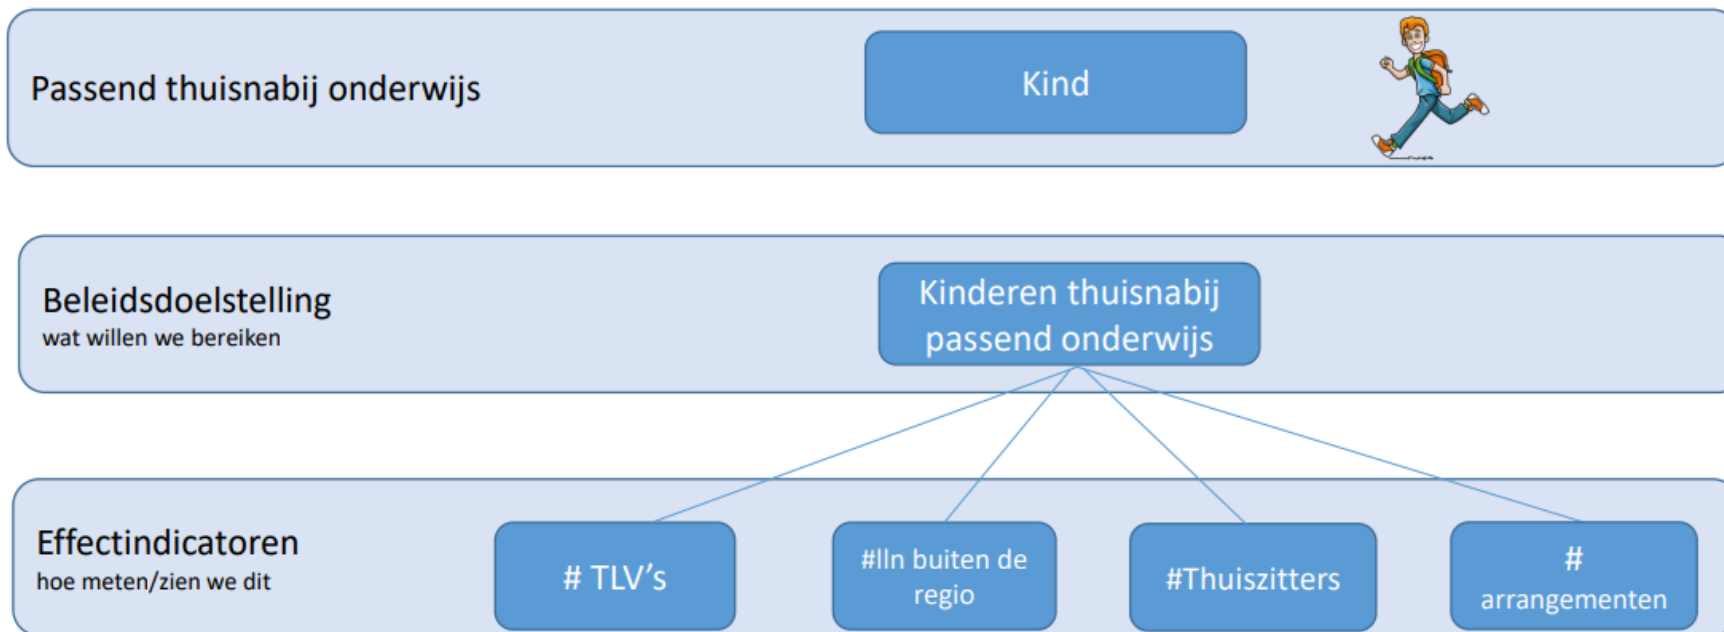 Passend thuisnabij onderwijs
Kind
Beleidsdoelstelling
wat willen we bereiken
Kinderen thuisnabij
passend onderwijs
Effectindicatoren
hoe meten/zien we dit
# TLV's
#lln buiten de
regio
#Thuiszitters
#
arrangementen